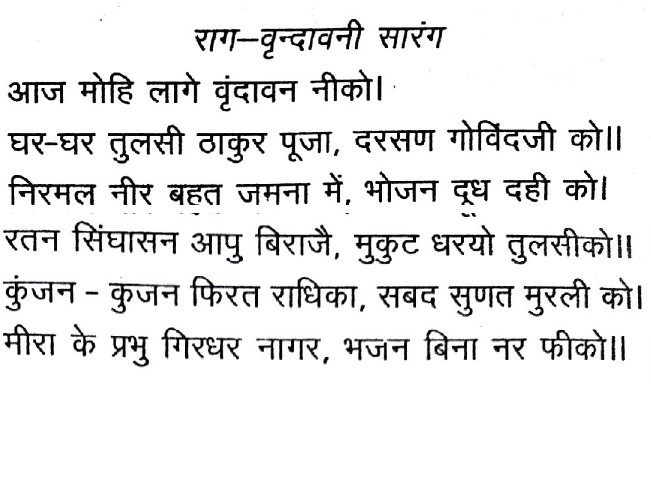 राग–वृन्दावनी सारंग
आज मोहि लागे वृंदावन नीको।
घर-घर तुलसी ठाकुर पूजा, दरसण गोविंदजी को॥
निरमल नीर बहत जमना में, भोजन दूध दही को।
रतन सिंघासन आपु बिराजै, मुकुट धरयो तुलसीको॥
कुंजन – कुजन फिरत राधिका, सबद सुणत मुरली को।
मीरा के प्रभु गिरधर नागर, भजन बिना नर फीको॥